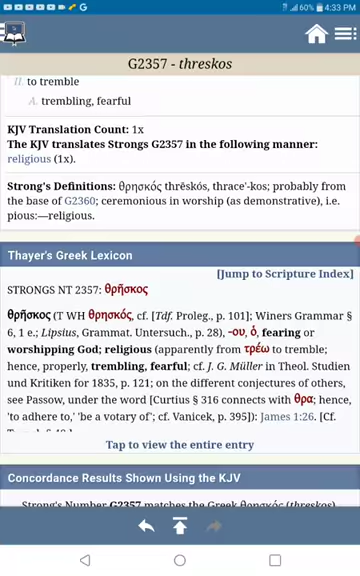 60% 4:33 PM
G2357 - threskos
II. to tremble
A. trembling, fearful
KJV Translation Count: 1x
The KJV translates Strongs G2357 in the following manner:
religious (1x).
Strong's Definitions: θρησκός thrēskós, thrace'-kos; probably from
the base of G2360; ceremonious in worship (as demonstrative), i.e.
pious:—religious.
Thayer's Greek Lexicon
[Jump to Scripture Index]
STRONGS NT 2357: θρῆσκος
θρῆσκος (T WH θρησκός, cf. [Tdf. Proleg., p. 101]; Winers Grammar §
6, 1 e.; Lipsius, Grammat. Untersuch., p. 28), -ου, ὁ, fearing or
worshipping God; religious (apparently from τρέω to tremble;
hence, properly, trembling, fearful; cf. J. G. Müller in Theol. Studien
und Kritiken for 1835, p. 121; on the different conjectures of others,
see Passow, under the word [Curtius § 316 connects with θρα; hence,
'to adhere to,' 'be a votary of'; cf. Vanicek, p. 395]): James 1:26. [Cf.
Tap to view the entire entry
Concordance Results Shown Using the KJV
Strong's Number G2357 matches the Greek θρησκός (threskos)